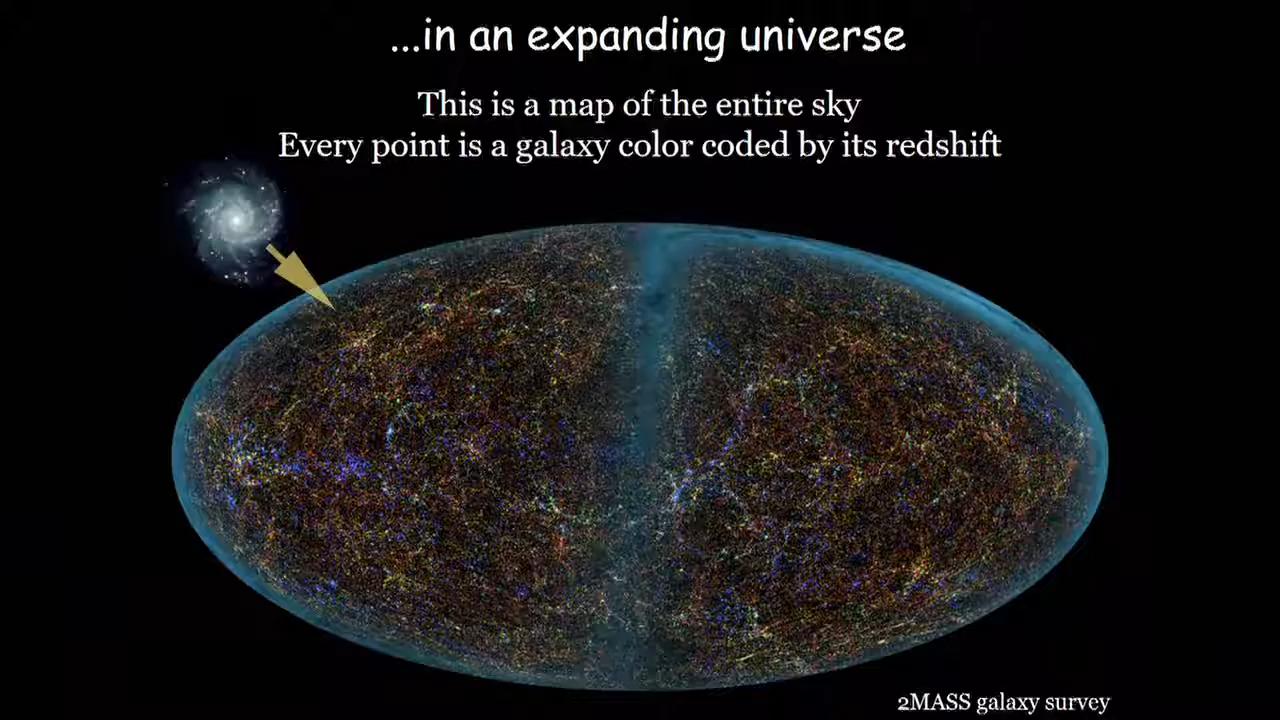 ...in an expanding universe
This is a map of the entire sky
Every point is a galaxy color coded by its redshift
2MASS galaxy survey